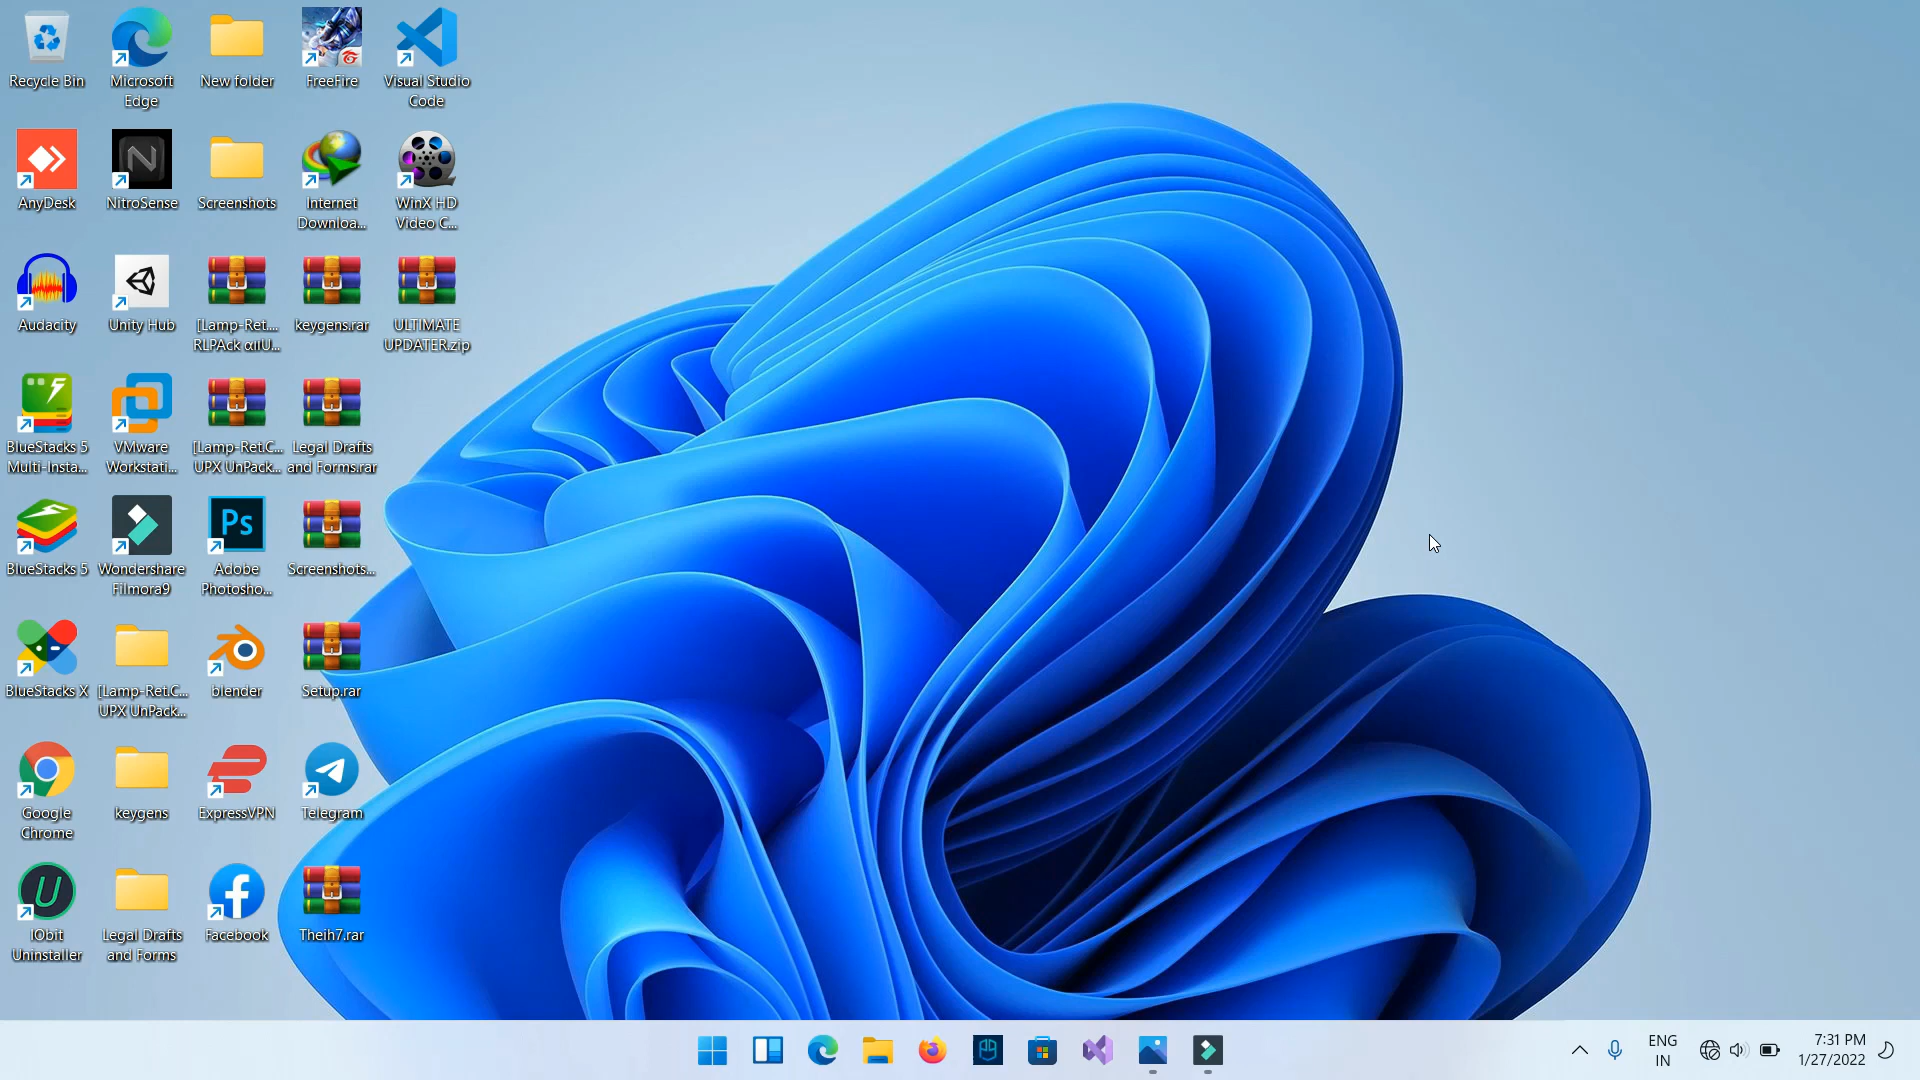 Recycle Bin
Microsoft
Edge
New folder
FreeFire
Visual Studio
Code
AnyDesk
NitroSense
Screenshots
Internet
Downloa...
WinX HD
Video C...
Audacity
Unity Hub
[Lamp-Ret....
RLPAck αιιU...
keygens.rar
ULTIMATE
UPDATER.zip
BlueStacks 5
Multi-Insta...
VMware
Workstati...
[Lamp-Ret.C...
UPX UnPack...
Legal Drafts
and Forms.rar
BlueStacks 5
Wondershare
Filmora9
Ps
Adobe
Photosho...
Screenshots...
BlueStacks X
[Lamp-Ret.C...
UPX UnPack...
blender
Setup.rar
Google
Chrome
keygens
ExpressVPN
Telegram
IObit
Uninstaller
Legal Drafts
and Forms
Facebook
Theih7.rar
ENG
IN
7:31 PM
1/27/2022